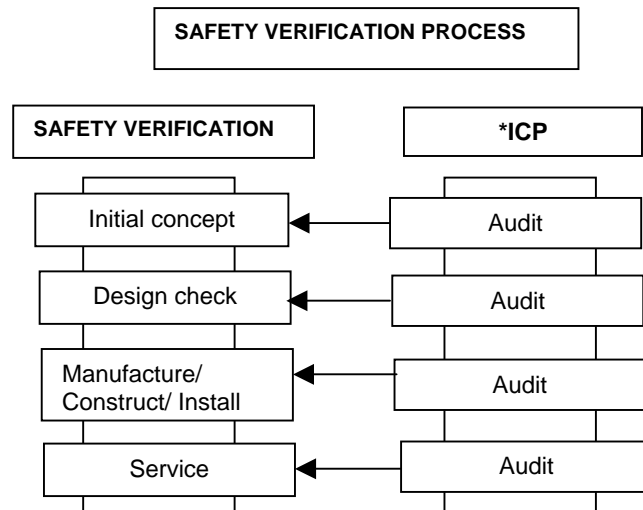 SAFETY VERIFICATION PROCESS
SAFETY VERIFICATION
*ICP
Initial concept
Audit
Design check
Audit
Manufacture/
Construct/ Install
Audit
Service
Audit